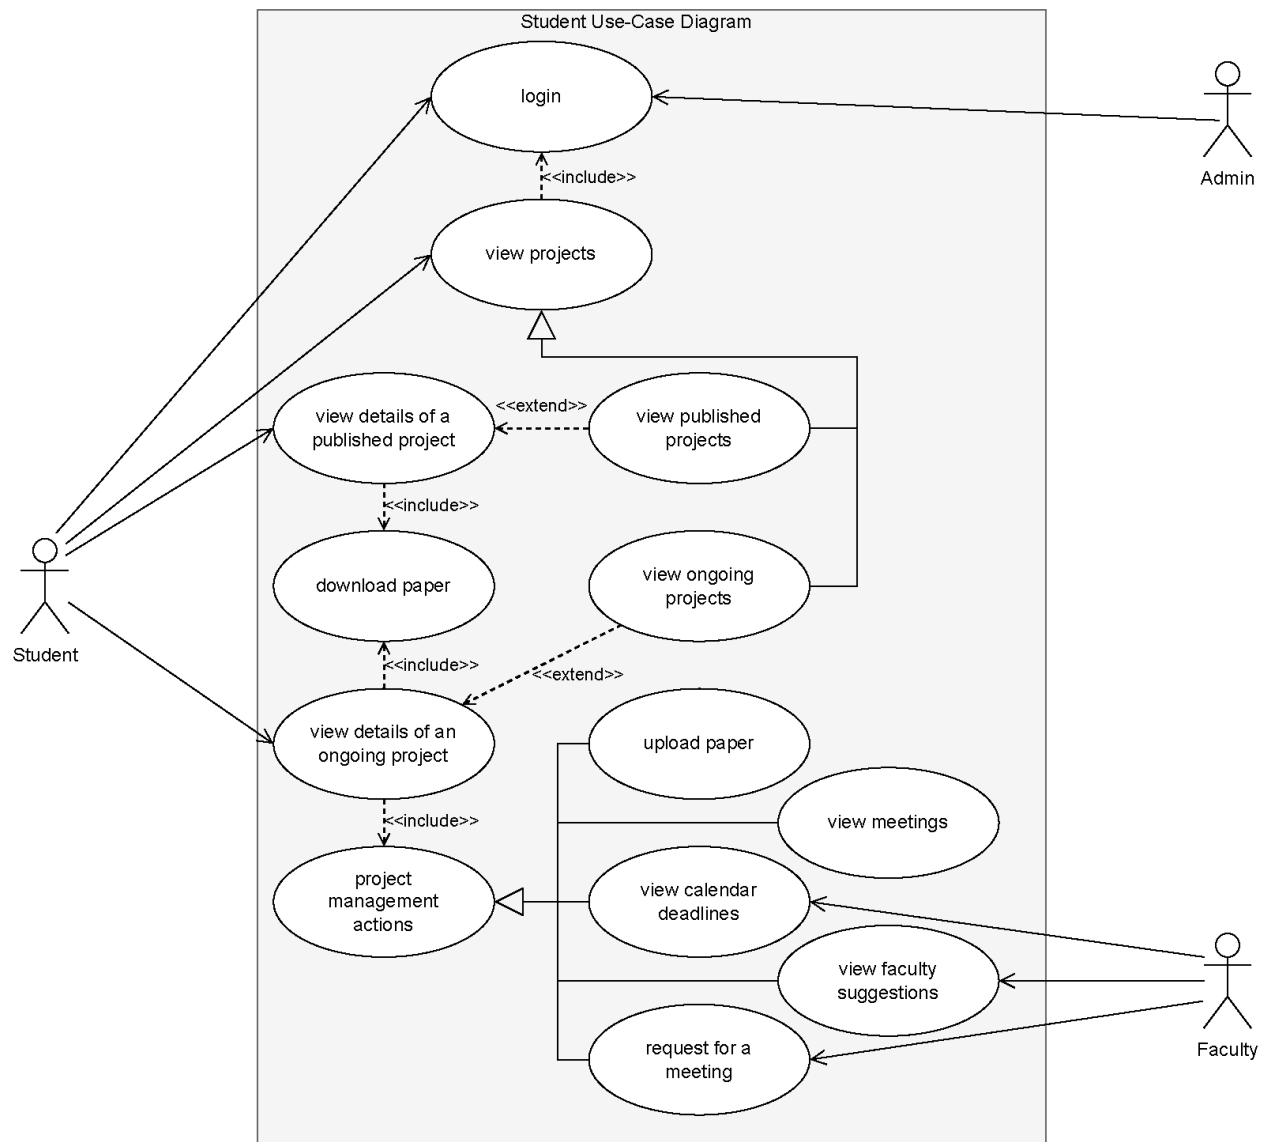 Student Use-Case Diagram
login
Admin
<<include>>
view projects
view details of a
published project
<<extend>>
view published
projects
<<include>>
download paper
view ongoing
projects
Student
<<include>>
<<extend>>
view details of an
ongoing project
upload paper
<<include>>
view meetings
project
management
actions
view calendar
deadlines
view faculty
suggestions
request for a
meeting
Faculty